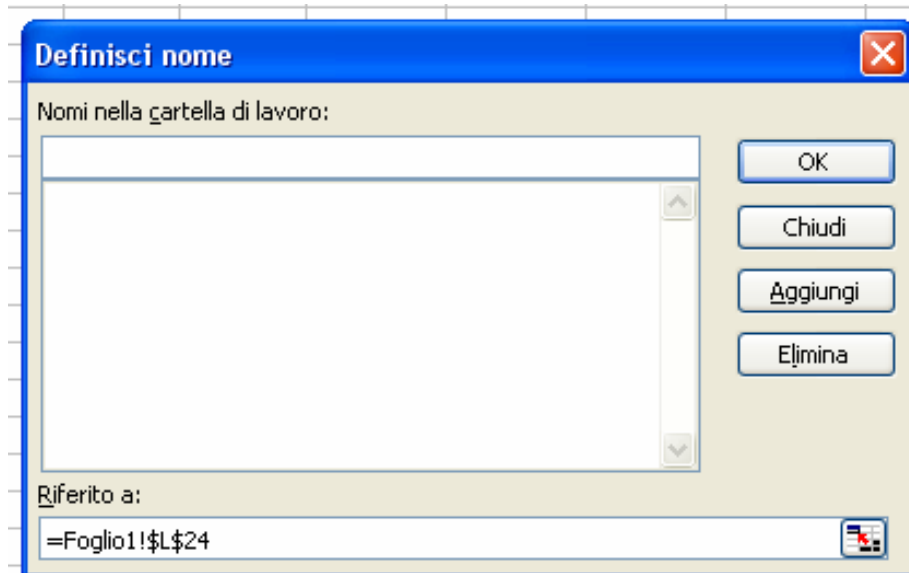 Definisci nome
Nomi nella cartella di lavoro:
OK
Chiudi
Aggiungi
Elimina
Riferito a:
=Foglio1!$L$24